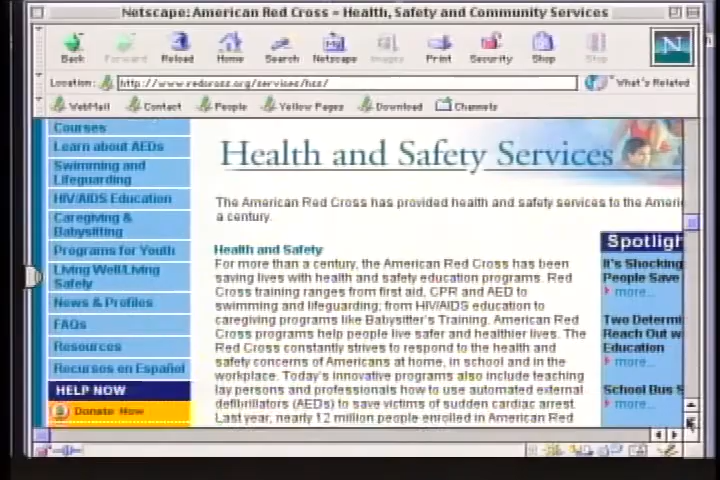 Netscape: American Red Cross - Health, Safety and Community Services
Back Forward Reload Home Search Netscape Images Print Security Shop Stop
N
Location: http://www.redcross.org/services/hss/ What's Related
WebMail Contact People Yellow Pages Download Channels
Courses
Learn about AEDs
Swimming and
Lifeguarding
HIV/AIDS Education
Caregiving &
Babysitting
Programs for Youth
Living Well/Living
Safely
News & Profiles
FAQs
Resources
Recursos en Español
HELP NOW
Donate Now
Health and Safety Services
The American Red Cross has provided health and safety services to the Ameri
a century.
Health and Safety
For more than a century, the American Red Cross has been
saving lives with health and safety education programs. Red
Cross training ranges from first aid, CPR and AED to
swimming and lifeguarding; from HIV/AIDS education to
caregiving programs like Babysitter's Training. American Red
Cross programs help people live safer and healthier lives. The
Red Cross constantly strives to respond to the health and
safety concerns of Americans at home, in school and in the
workplace. Today's innovative programs also include teaching
lay persons and professionals how to use automated external
defibrillators (AEDs) to save victims of sudden cardiac arrest.
Last year, nearly 12 million people enrolled in American Red
Spotligh
It's Shocking
People Save
more...
Two Determi
Reach Out w
Education
more...
School Bus S
more...